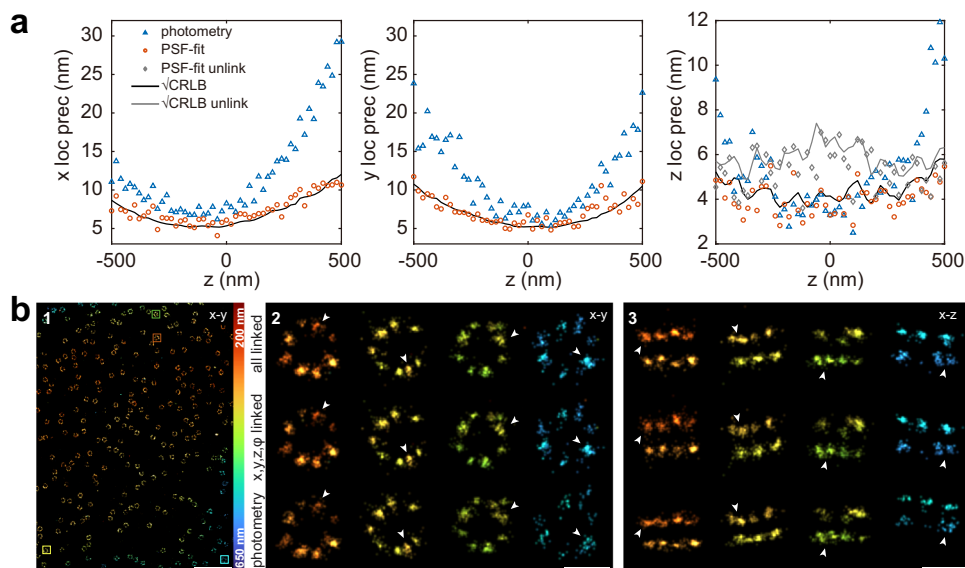 a
x loc prec (nm)
30
25
20
15
10
5
-500
0
500
z (nm)
photometry
PSF-fit
PSF-fit unlink
√CRLB
√CRLB unlink
y loc prec (nm)
30
25
20
15
10
5
-500
0
500
z (nm)
z loc prec (nm)
12
10
8
6
4
2
-500
0
500
z (nm)
b
1
x-y
200 nm
650 nm
all linked
x,y,z,φ linked
photometry
2
x-y
3
x-z